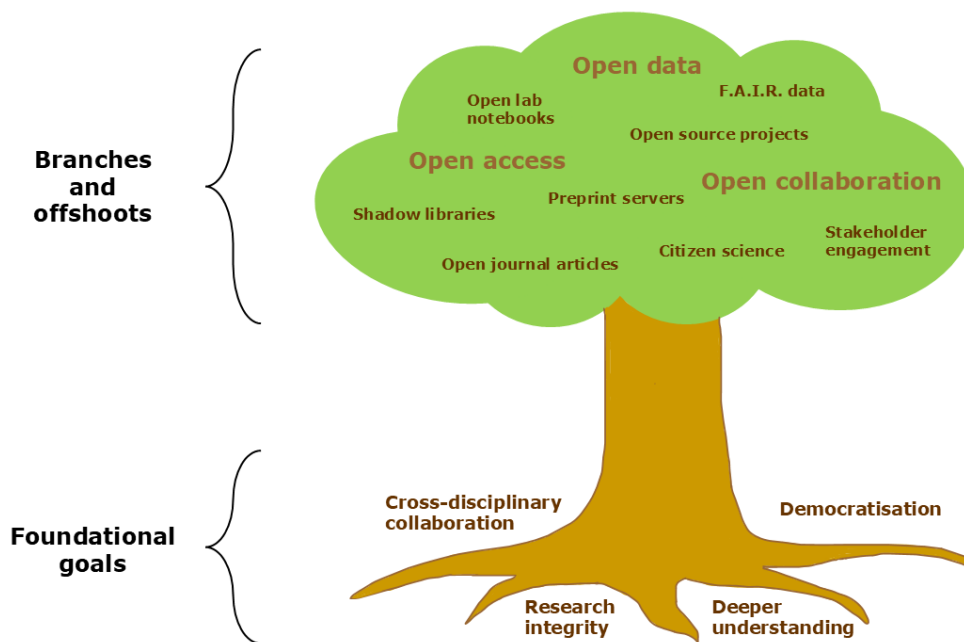 Open data
F.A.I.R. data
Open lab
notebooks
Open source projects
Branches
and
offshoots
Open access
Open collaboration
Preprint servers
Shadow libraries
Stakeholder
engagement
Citizen science
Open journal articles
Cross-disciplinary
collaboration
Democratisation
Foundational
goals
Research
integrity
Deeper
understanding